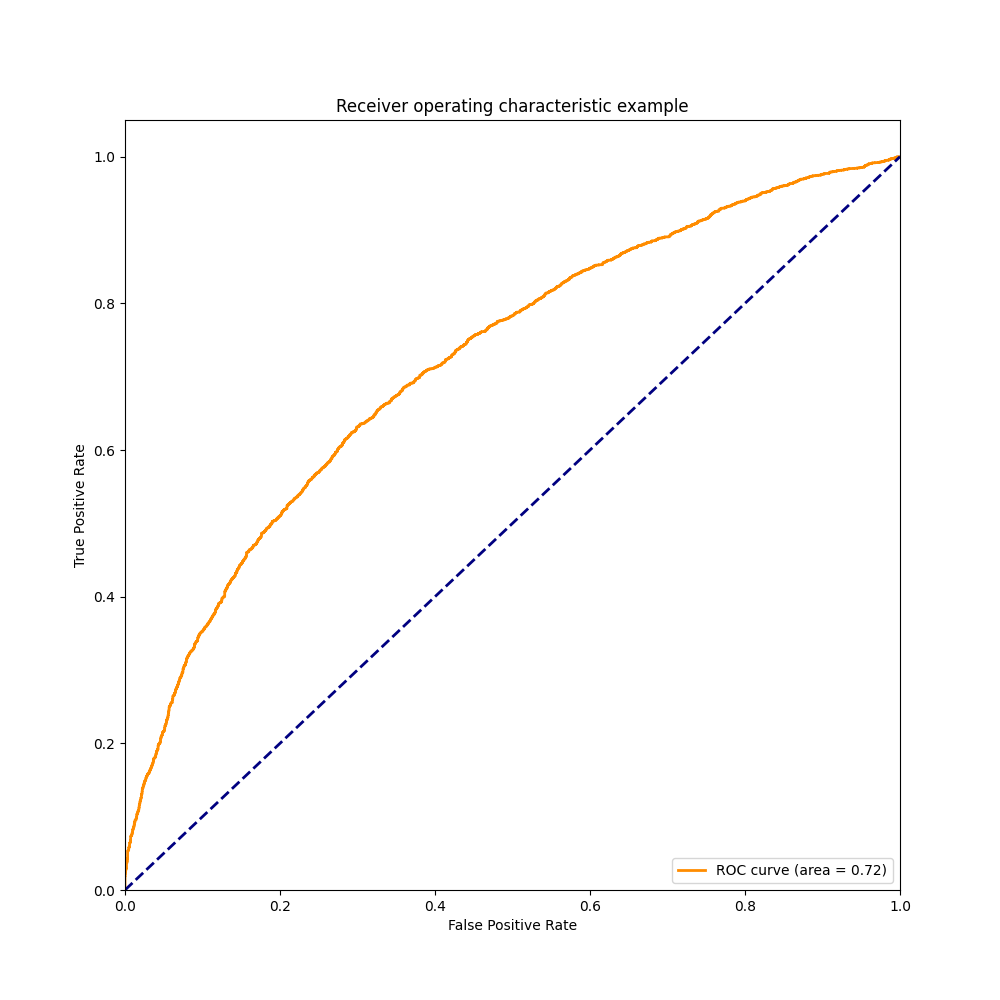 Receiver operating characteristic example
1.0
0.8
0.6
0.4
0.2
0.0
True Positive Rate
ROC curve (area = 0.72)
0.0 0.2 0.4 0.6 0.8 1.0
False Positive Rate